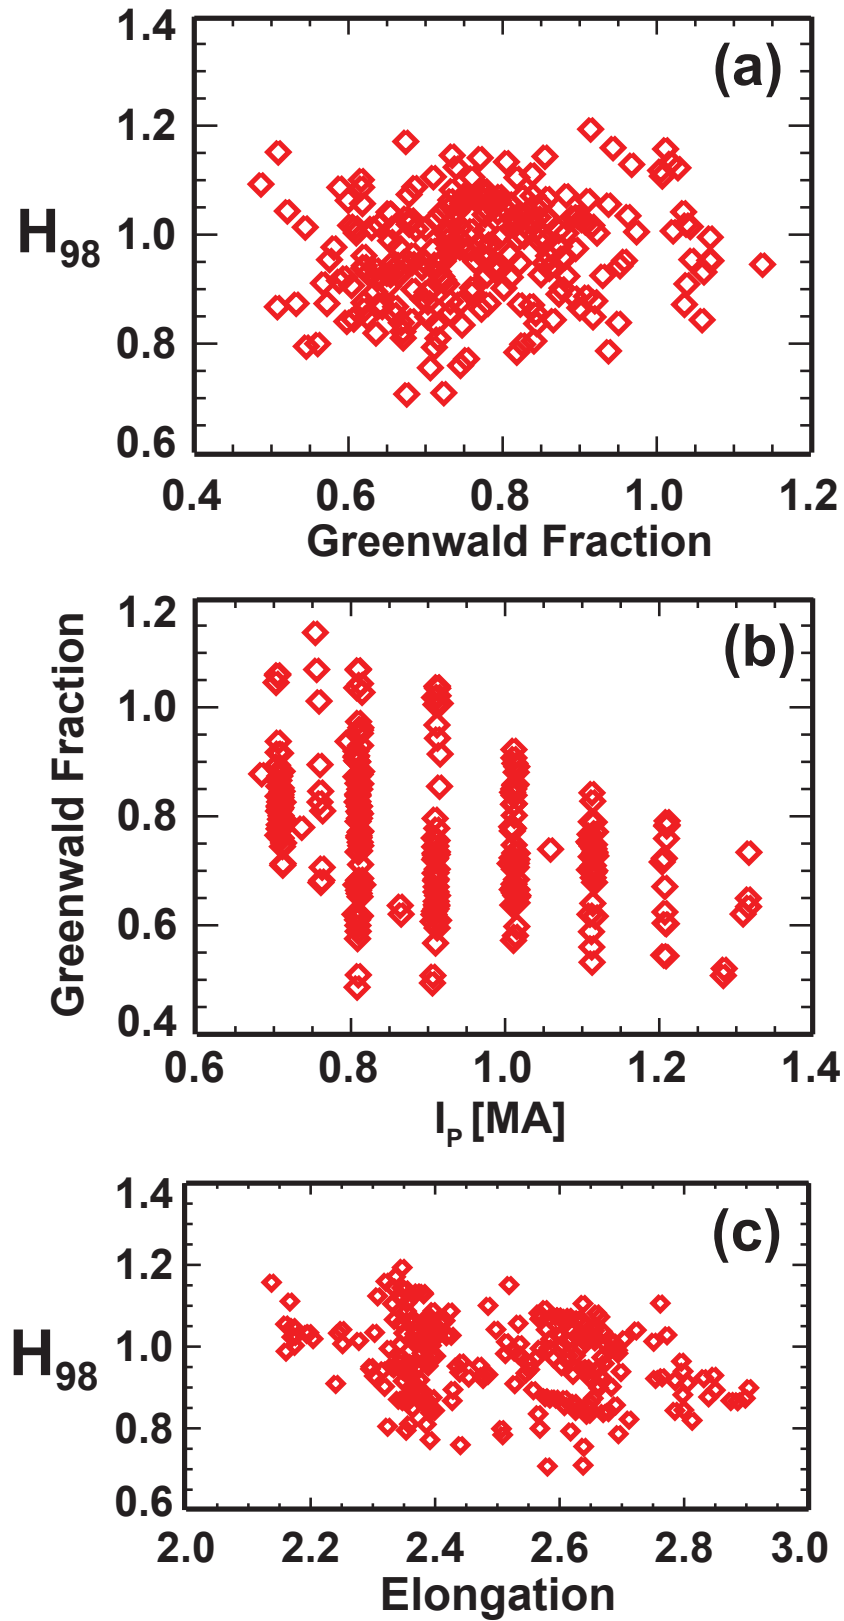 1.4
(a)
1.2
H98
1.0
0.8
0.6
0.4 0.6 0.8 1.0 1.2
Greenwald Fraction
1.2
(b)
Greenwald Fraction
1.0
0.8
0.6
0.4
0.6 0.8 1.0 1.2 1.4
IP [MA]
1.4
(c)
1.2
H98
1.0
0.8
0.6
2.0 2.2 2.4 2.6 2.8 3.0
Elongation